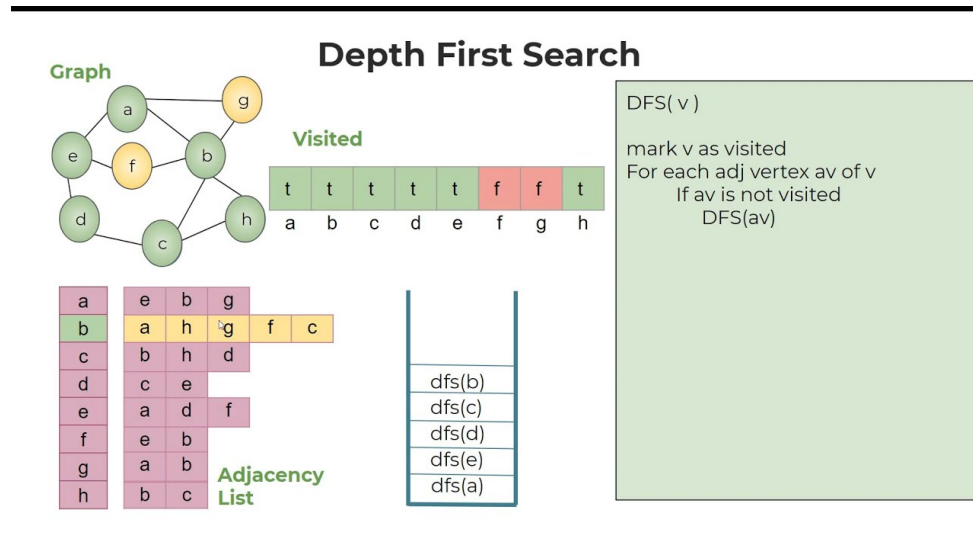 Depth First Search
Graph
a
g
e
f
b
d
h
c
Visited
t t t t t f f t
a b c d e f g h
DFS( v )
mark v as visited
For each adj vertex av of v
If av is not visited
DFS(av)
a e b g
b a h g f c
c b h d
d c e
e a d f
f e b
g a b
h b c
Adjacency
List
dfs(b)
dfs(c)
dfs(d)
dfs(e)
dfs(a)